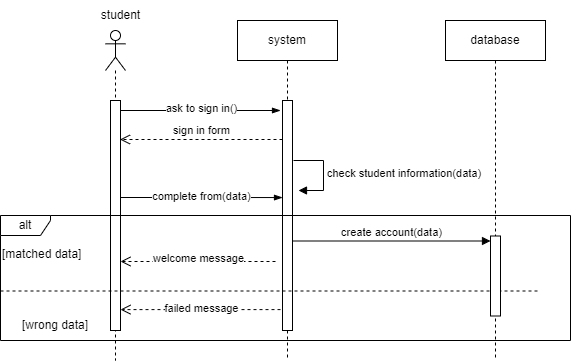 student
system
database
ask to sign in()
sign in form
check student information(data)
complete from(data)
alt
create account(data)
[matched data]
welcome message
failed message
[wrong data]